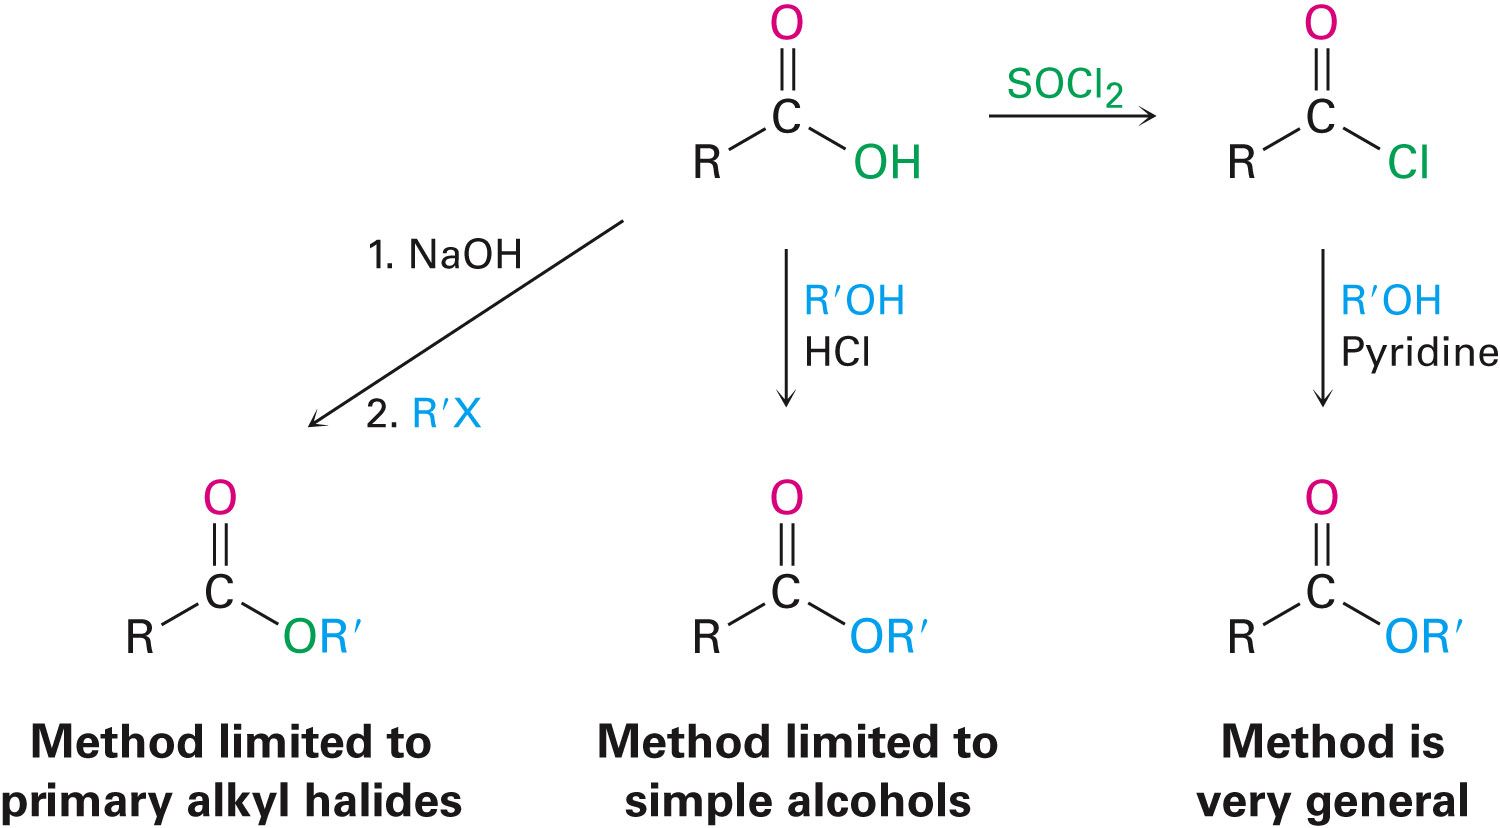 O
O
C
SOCl₂
C
R
OH
R
Cl
1. NaOH
R′OH
R′OH
HCl
Pyridine
2. R′X
O
O
O
C
C
C
R
OR′
R
OR′
R
OR′
Method limited to
primary alkyl halides
Method limited to
simple alcohols
Method is
very general